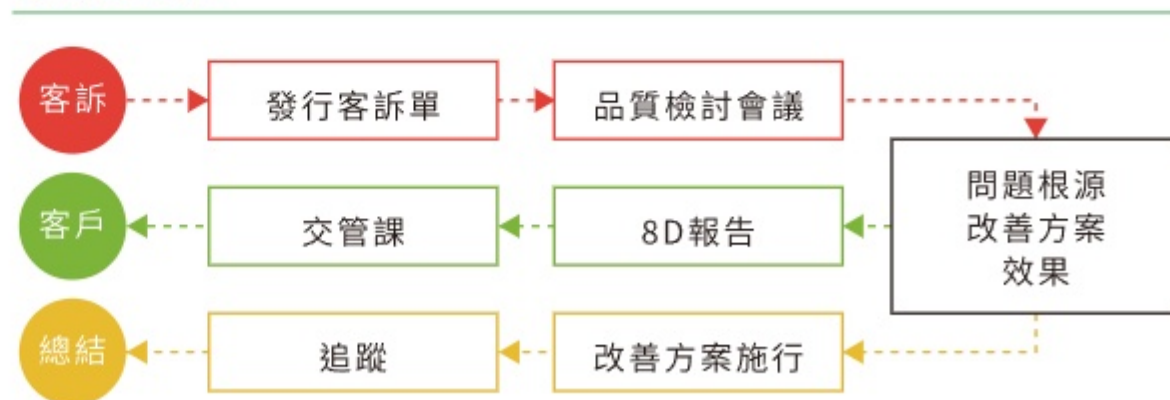 客訴
發行客訴單
品質檢討會議
問題根源
改善方案
效果
客戶
交管課
8D報告
總結
追蹤
改善方案施行